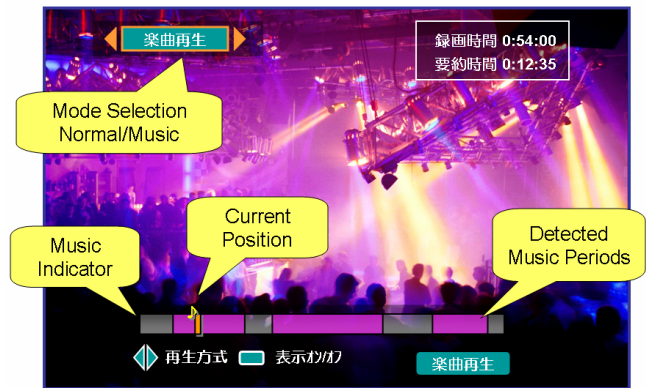 楽曲再生
録画時間 0:54:00
要約時間 0:12:35
Mode Selection
Normal/Music
Current
Position
Music
Indicator
Detected
Music Periods
再生方式 表示ｵﾝ/ｵﾌ
楽曲再生